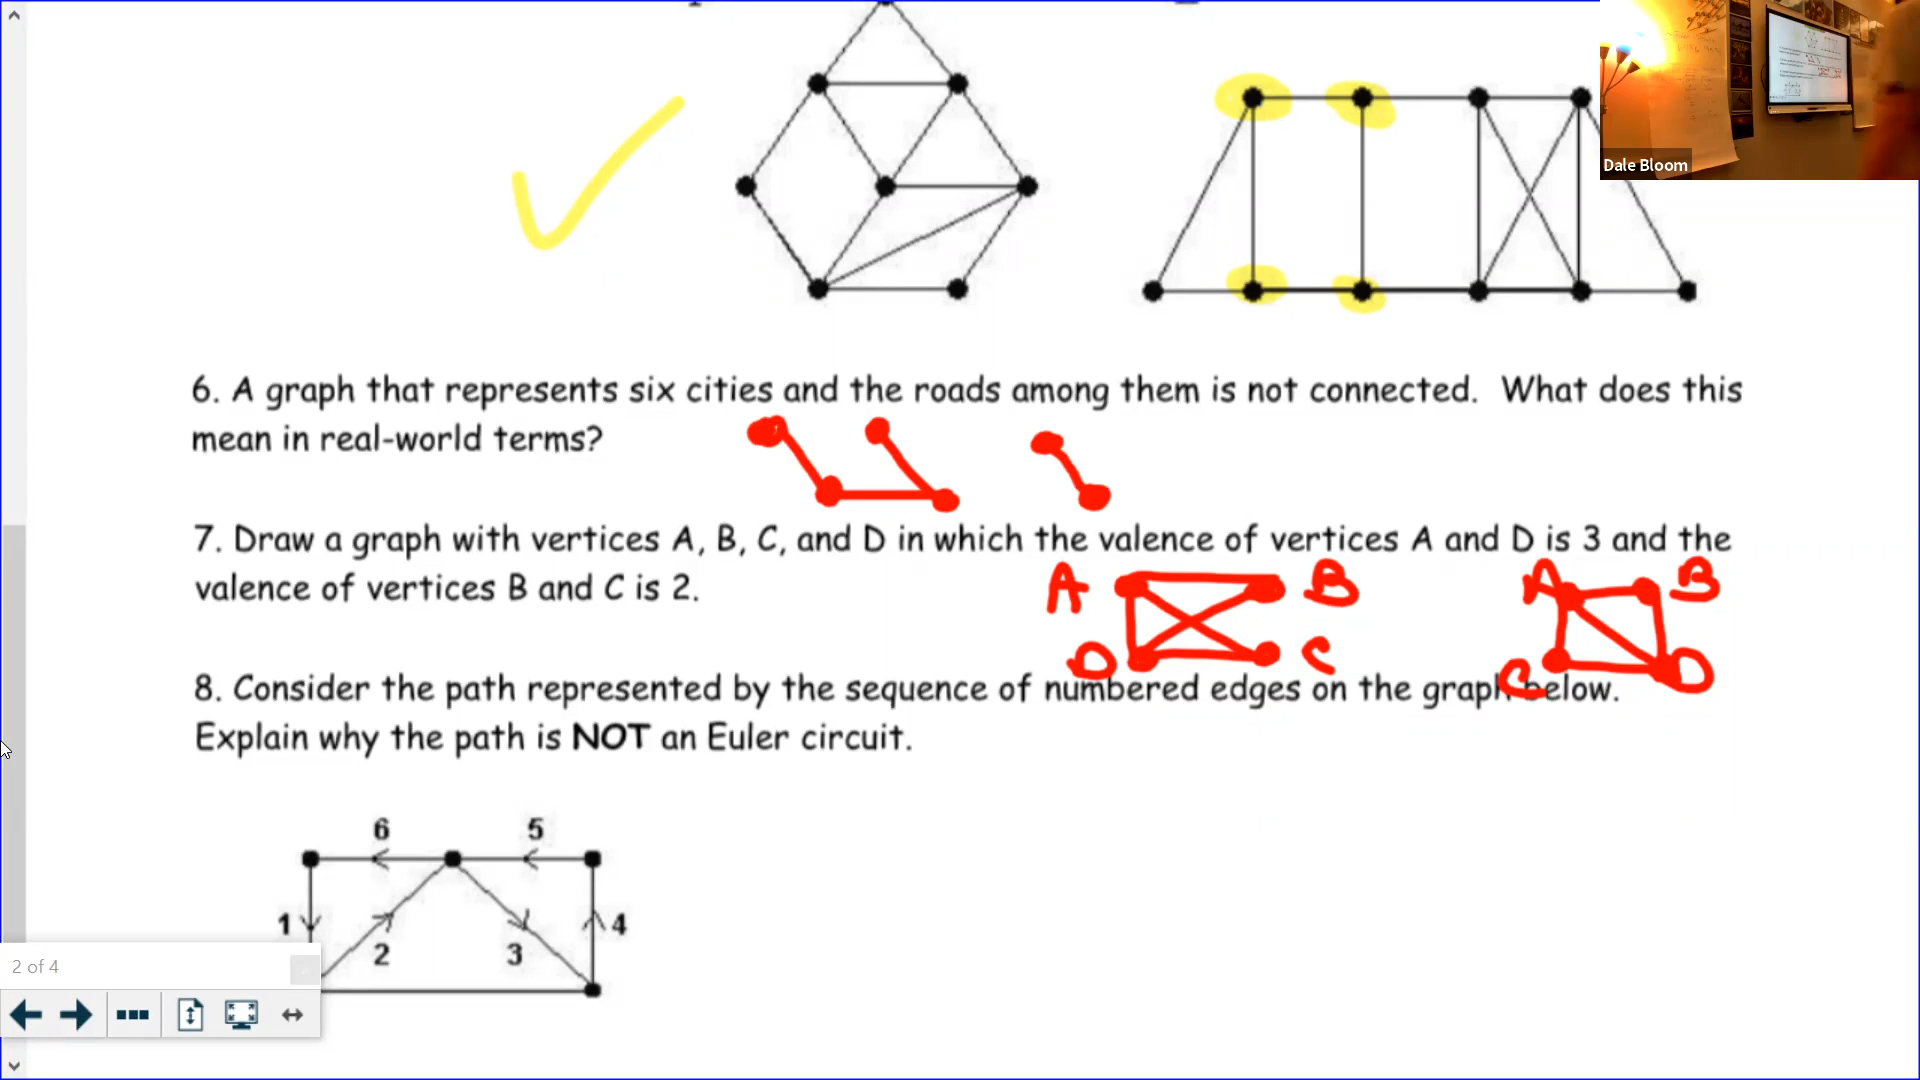 Dale Bloom
6. A graph that represents six cities and the roads among them is not connected. What does this
mean in real-world terms?
7. Draw a graph with vertices A, B, C, and D in which the valence of vertices A and D is 3 and the
valence of vertices B and C is 2.
A B A B
D C C D
8. Consider the path represented by the sequence of numbered edges on the graph below.
Explain why the path is NOT an Euler circuit.
6 5
1 4
2 3
2 of 4